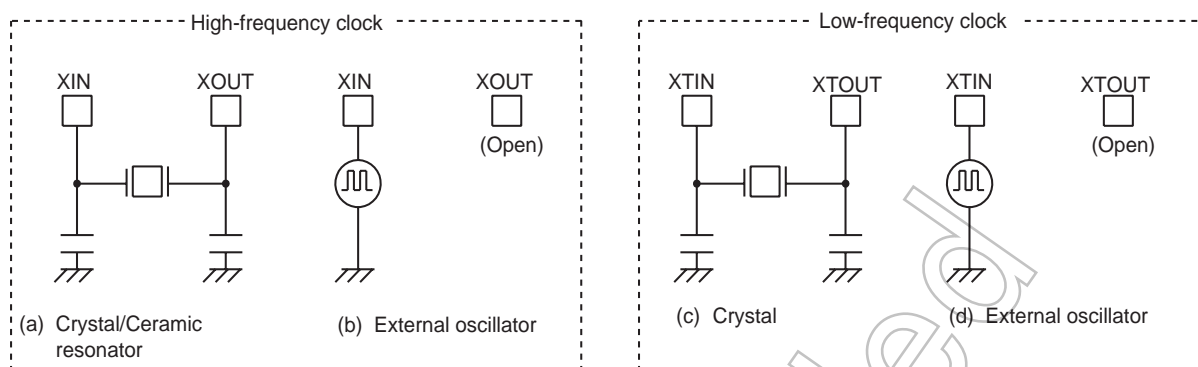 High-frequency clock
XIN XOUT XIN XOUT
(Open)
(a) Crystal/Ceramic
resonator
(b) External oscillator
Low-frequency clock
XTIN XTOUT XTIN XTOUT
(Open)
(c) Crystal
(d) External oscillator